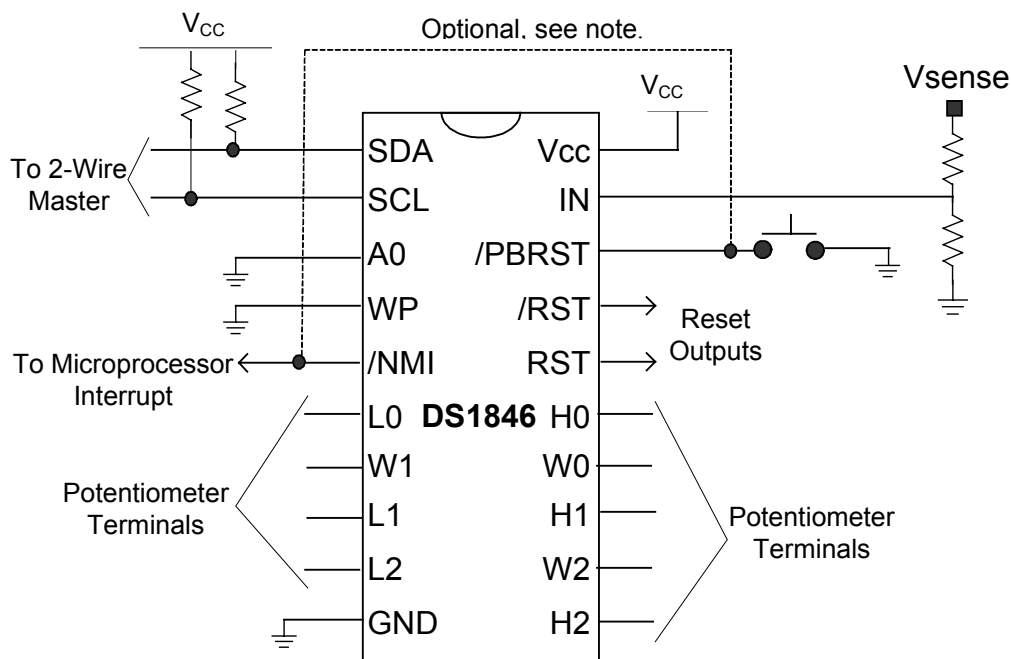 Optional, see note.
VCC
VCC
Vsense
To 2-Wire
Master
SDA
Vcc
SCL
IN
A0
/PBRST
WP
/RST
Reset
Outputs
To Microprocessor
Interrupt
/NMI
RST
L0
DS1846
H0
W1
W0
Potentiometer
Terminals
L1
H1
Potentiometer
Terminals
L2
W2
GND
H2